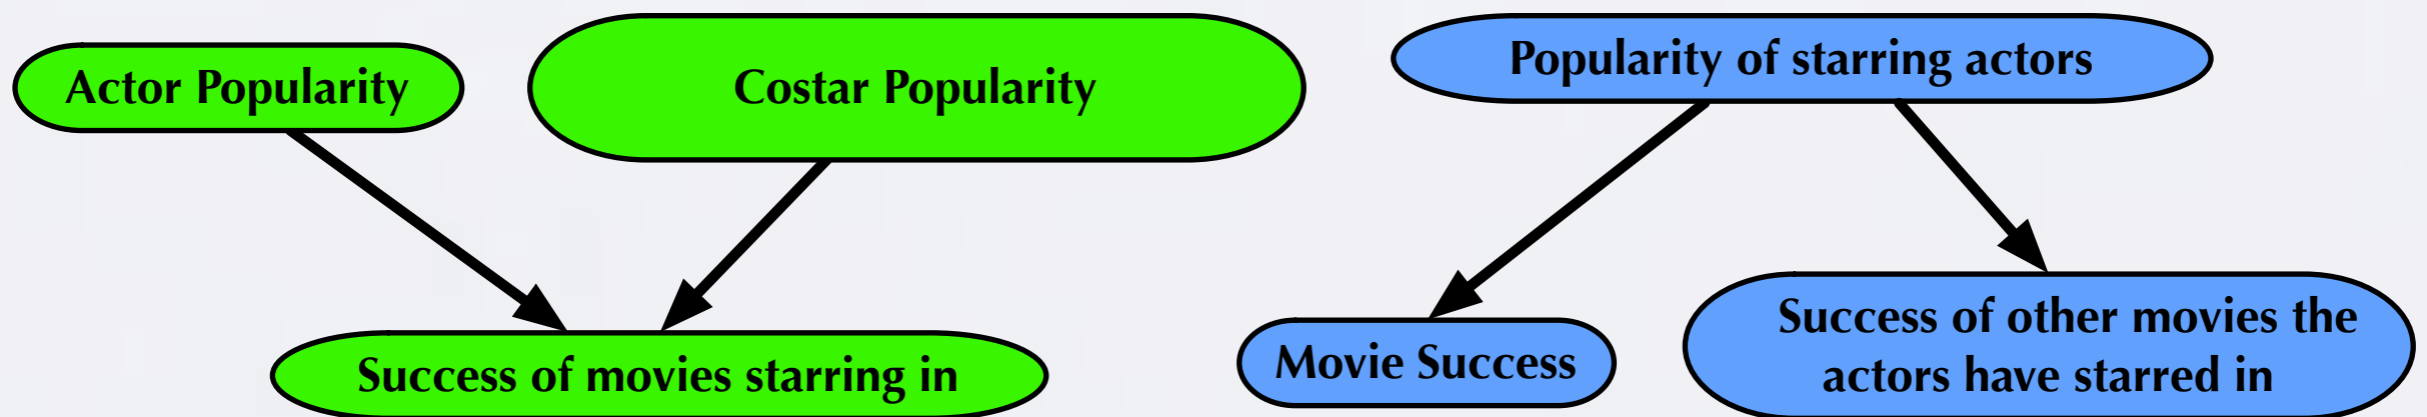 Actor Popularity
Costar Popularity
Success of movies starring in
Popularity of starring actors
Movie Success
Success of other movies the
actors have starred in